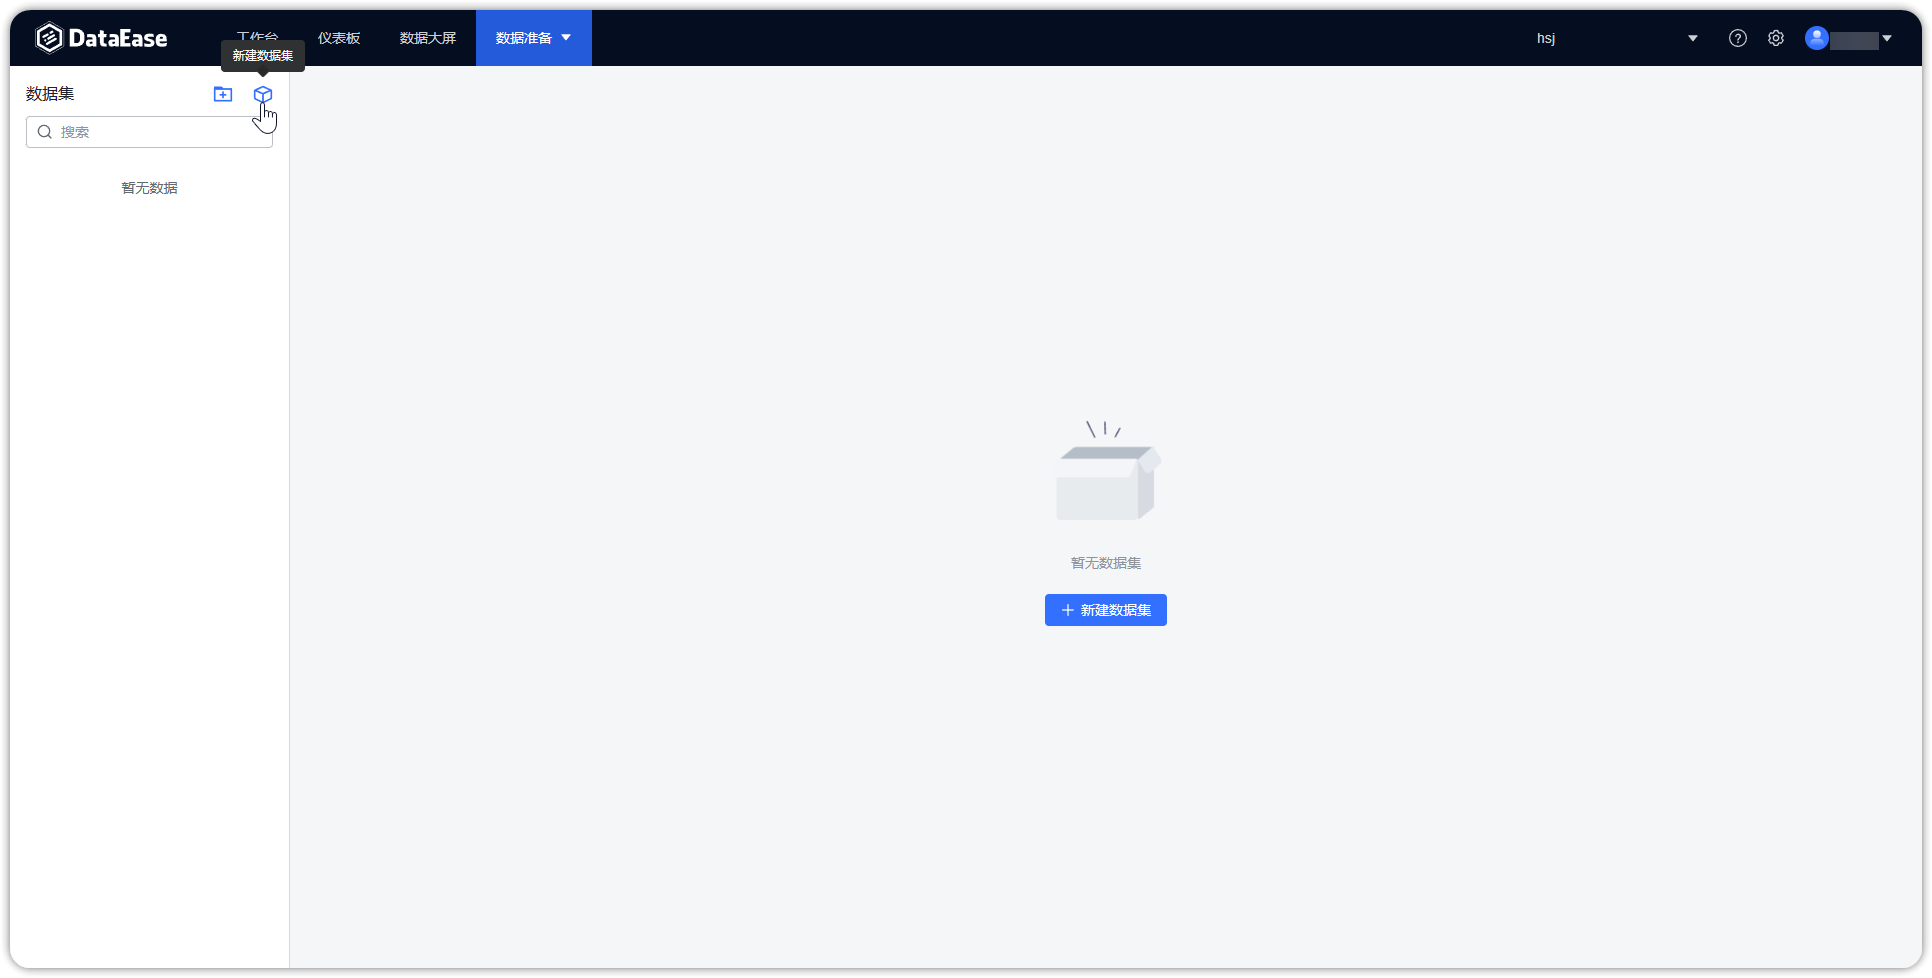 DataEase
工作台
仪表板
数据大屏
数据准备
hsj
新建数据集
数据集
搜索
暂无数据
暂无数据集
新建数据集